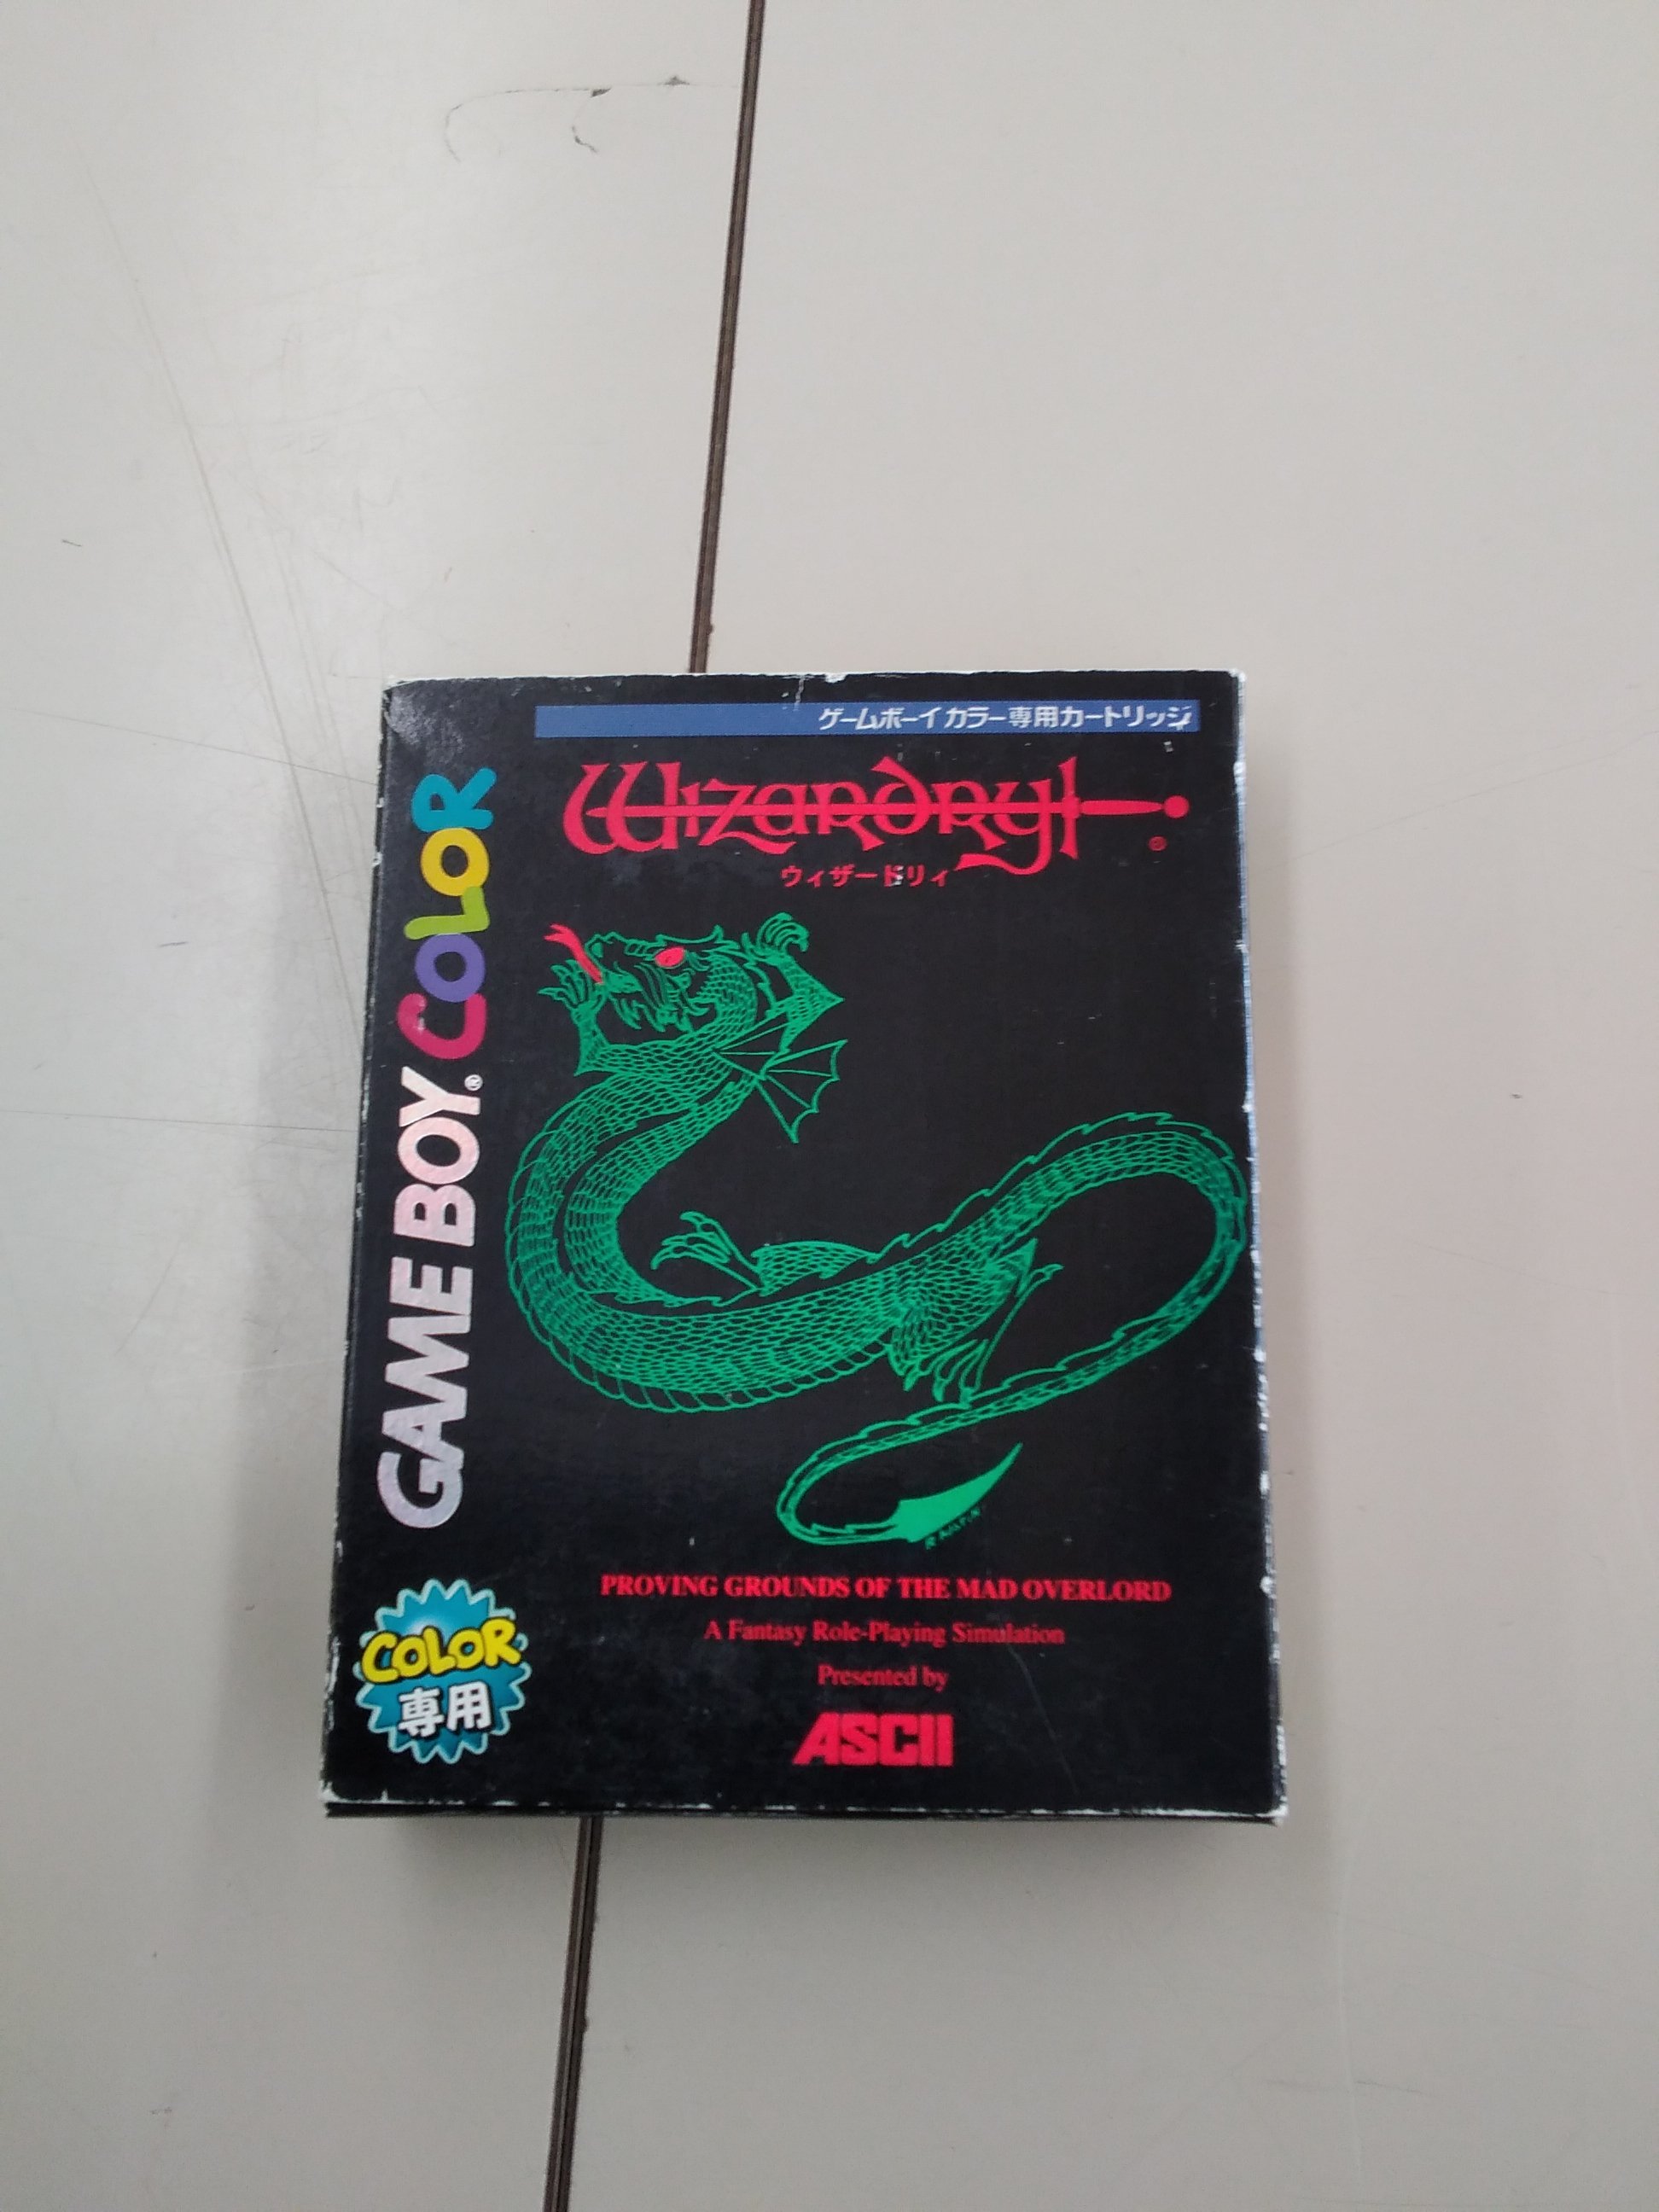 ゲームボーイカラー専用カートリッジ
Wizardry®
ウィザードリィ
GAME BOY® COLOR
R AUSTIN
PROVING GROUNDS OF THE MAD OVERLORD
A Fantasy Role-Playing Simulation
Presented by
ASCII
COLOR
専用